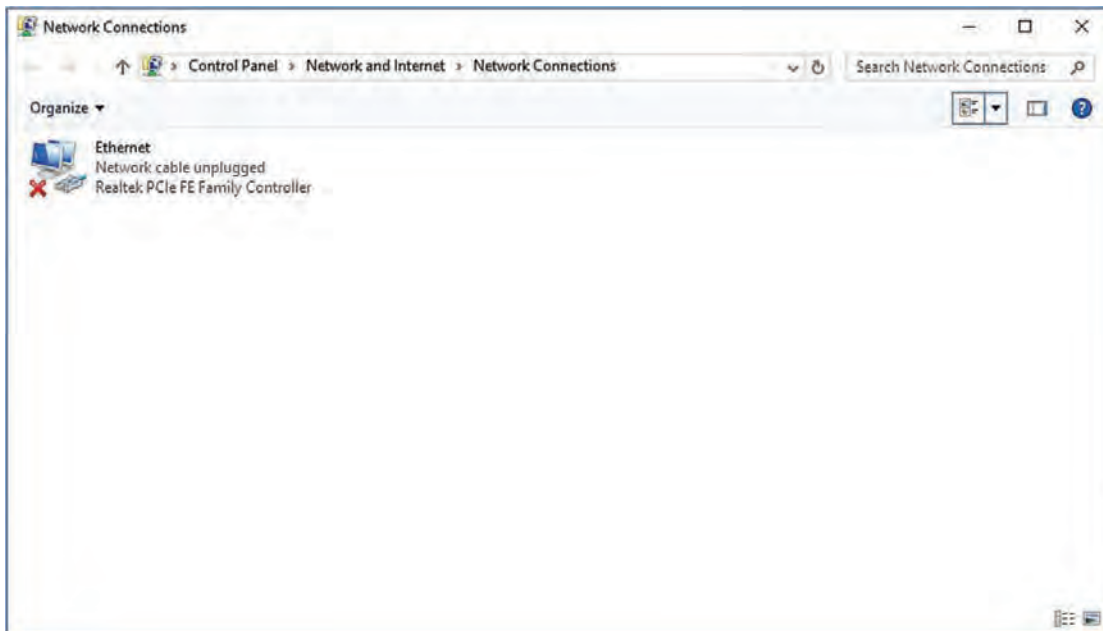 Network Connections
Control Panel > Network and Internet > Network Connections
Search Network Connections
Organize
Ethernet
Network cable unplugged
Realtek PCIe FE Family Controller